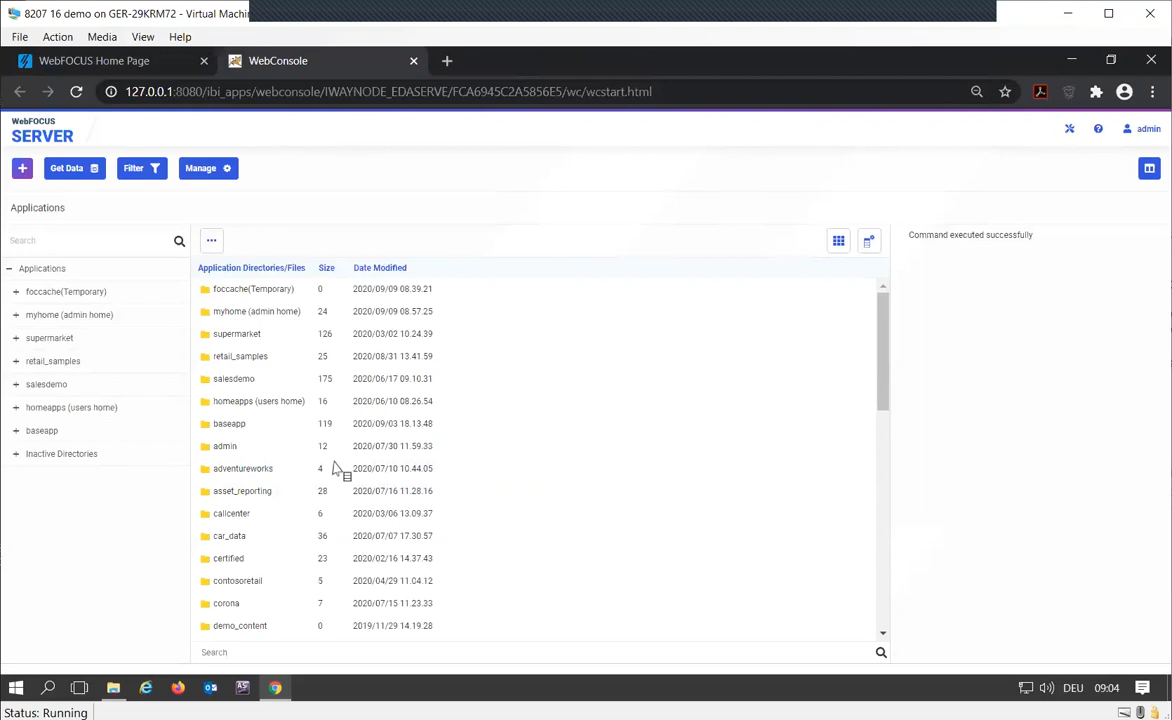 8207 16 demo on GER-29KRM72 - Virtual Machin
File Action Media View Help
WebFOCUS Home Page
WebConsole
127.0.0.1:8080/ibi_apps/webconsole/IWAYNODE_EDASERVE/FCA6945C2A5856E5/wc/wcstart.html
WebFOCUS
SERVER
admin
Get Data
Filter
Manage
Applications
Search
Applications
foccache(Temporary)
myhome (admin home)
supermarket
retail_samples
salesdemo
homeapps (users home)
baseapp
Inactive Directories
...
Application Directories/Files Size Date Modified
foccache(Temporary) 0 2020/09/09 08.39.21
myhome (admin home) 24 2020/09/09 08.57.25
supermarket 126 2020/03/02 10.24.39
retail_samples 25 2020/08/31 13.41.59
salesdemo 175 2020/06/17 09.10.31
homeapps (users home) 16 2020/06/10 08.26.54
baseapp 119 2020/09/03 18.13.48
admin 12 2020/07/30 11.59.33
adventureworks 4 2020/07/10 10.44.05
asset_reporting 28 2020/07/16 11.28.16
callcenter 6 2020/03/06 13.09.37
car_data 36 2020/07/07 17.30.57
certified 23 2020/02/16 14.37.43
contosoretail 5 2020/04/29 11.04.12
corona 7 2020/07/15 11.23.33
demo_content 0 2019/11/29 14.19.28
Search
Command executed successfully
DEU 09:04
Status: Running